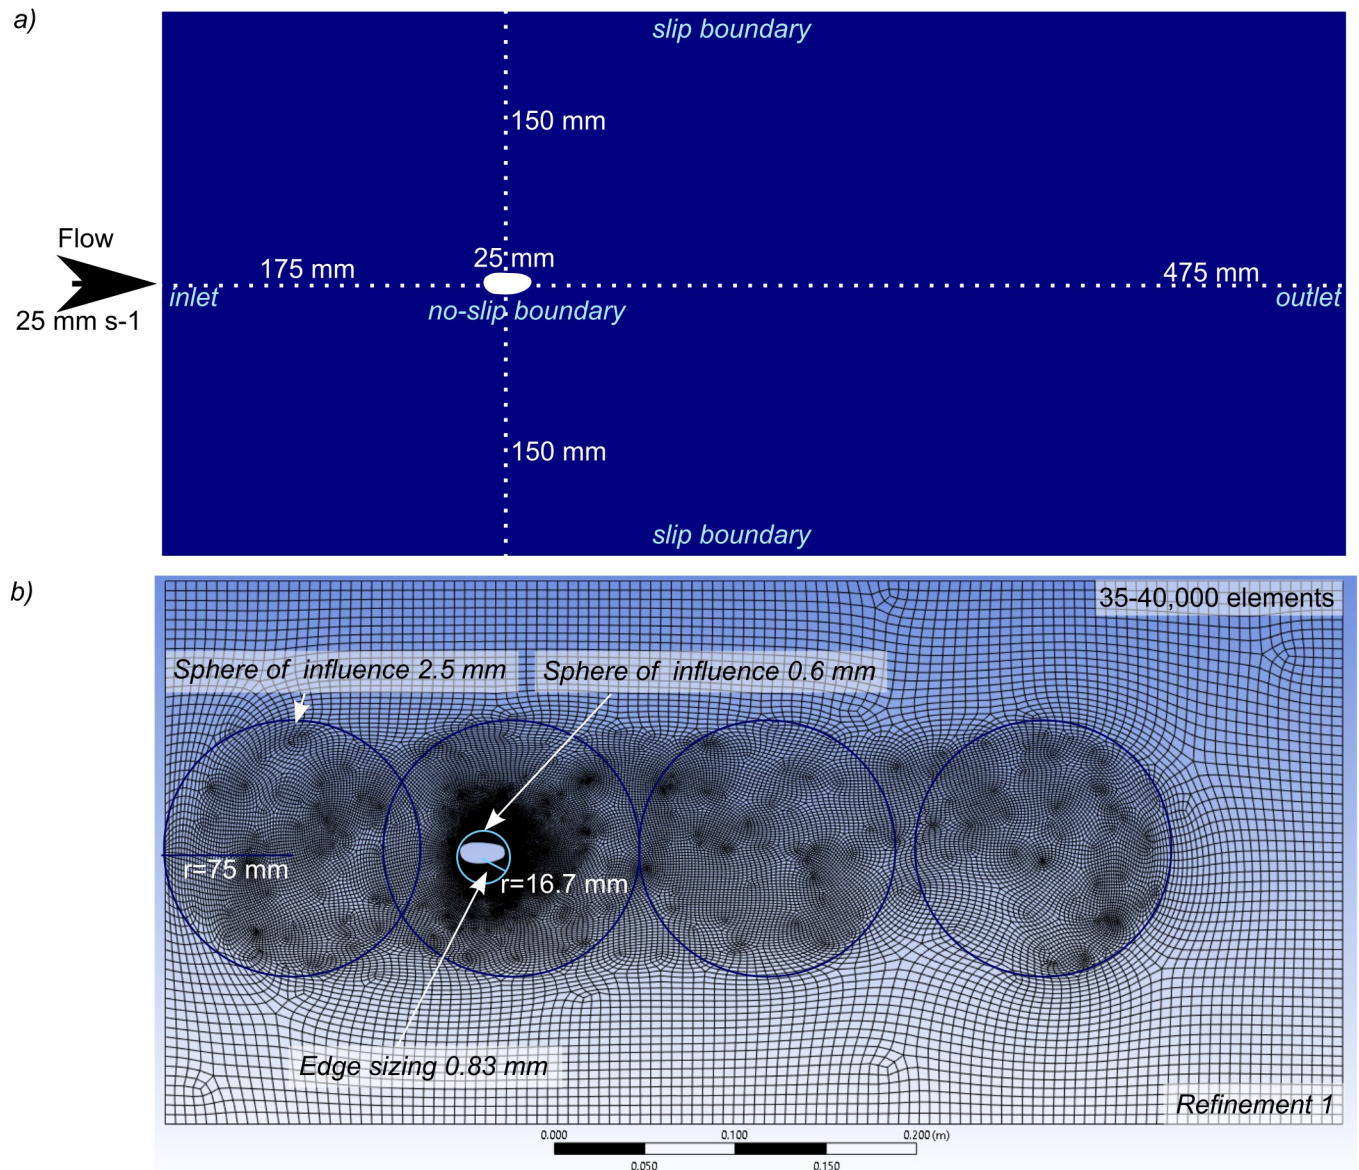 a)
slip boundary
150 mm
Flow
25 mm
175 mm
475 mm
inlet
no-slip boundary
outlet
25 mm s-1
150 mm
slip boundary
b)
35-40,000 elements
Sphere of influence 2.5 mm
Sphere of influence 0.6 mm
r=75 mm
r=16.7 mm
Edge sizing 0.83 mm
Refinement 1
0.000
0.100
0.200 (m)
0.050
0.150